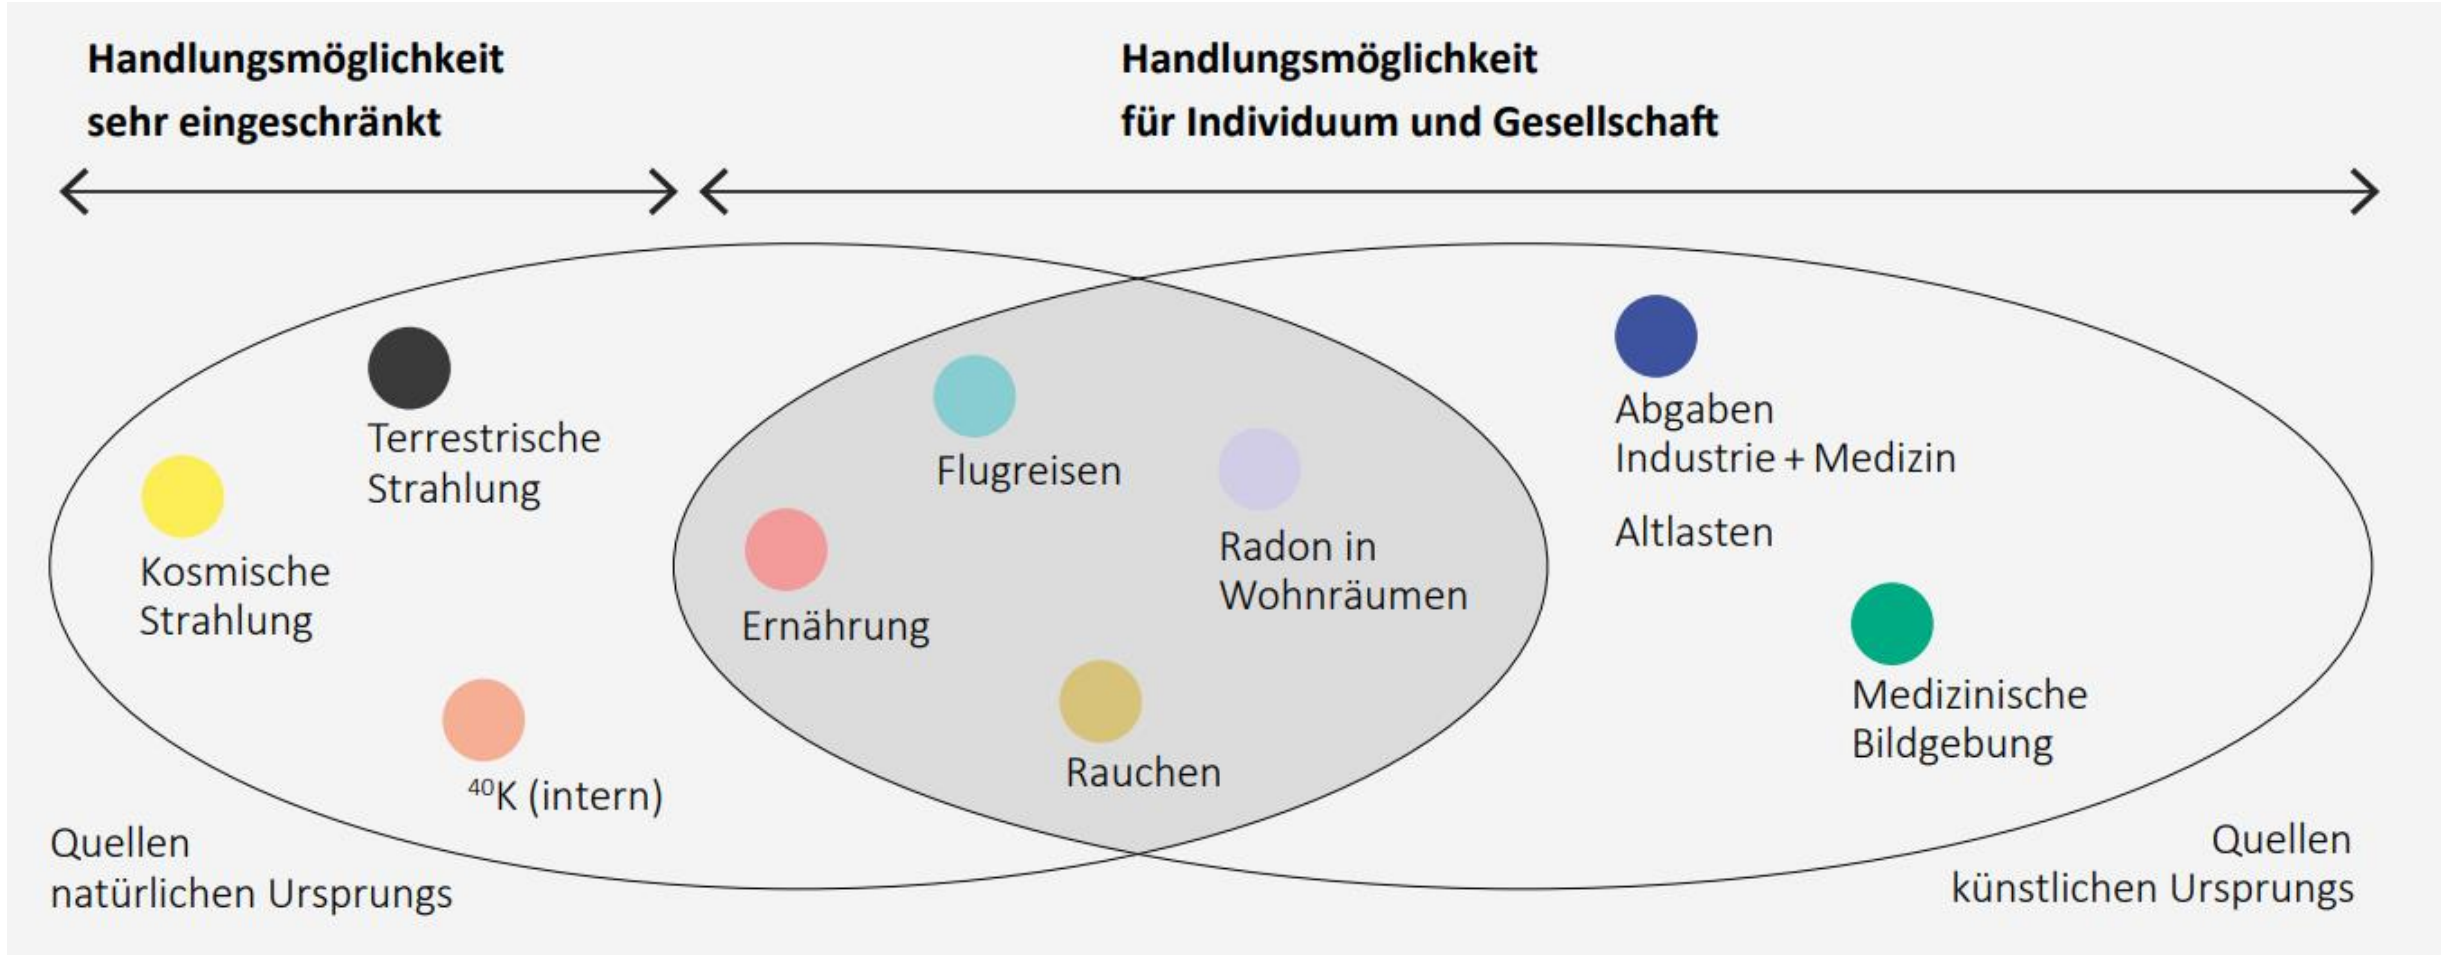 Handlungsmöglichkeit
sehr eingeschränkt
Handlungsmöglichkeit
für Individuum und Gesellschaft
Terrestrische
Strahlung
Kosmische
Strahlung
⁴⁰K (intern)
Quellen
natürlichen Ursprungs
Flugreisen
Ernährung
Radon in
Wohnräumen
Rauchen
Abgaben
Industrie + Medizin
Altlasten
Medizinische
Bildgebung
Quellen
künstlichen Ursprungs